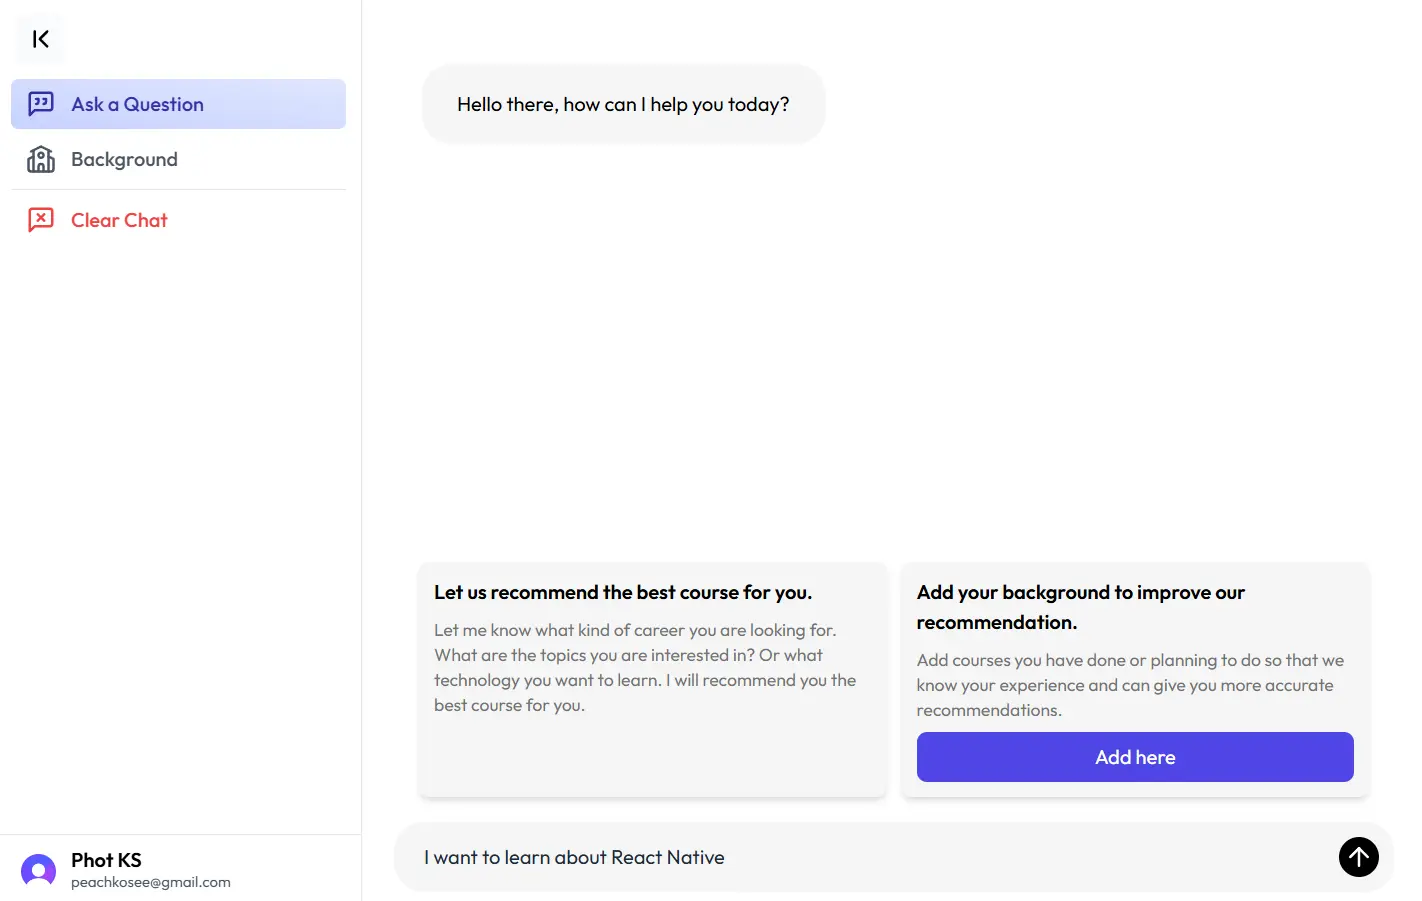 Ask a Question
Background
Clear Chat
Phot KS
peachkosee@gmail.com
Hello there, how can I help you today?
Let us recommend the best course for you.
Let me know what kind of career you are looking for.
What are the topics you are interested in? Or what
technology you want to learn. I will recommend you the
best course for you.
Add your background to improve our
recommendation.
Add courses you have done or planning to do so that we
know your experience and can give you more accurate
recommendations.
Add here
I want to learn about React Native